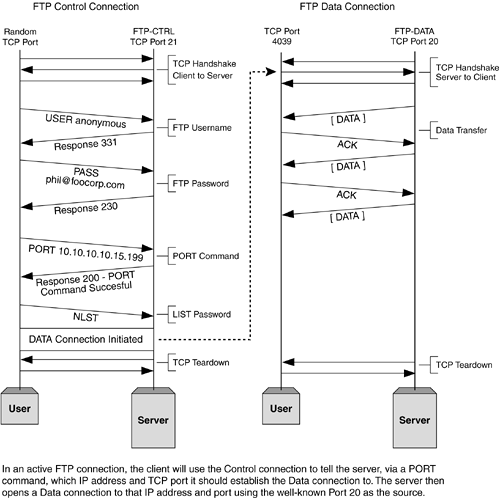 FTP Control Connection
Random
TCP Port
FTP-CTRL
TCP Port 21
TCP Handshake
Client to Server
USER anonymous
FTP Username
Response 331
PASS
phil@foocorp.com
FTP Password
Response 230
PORT 10.10.10.10.15.199
PORT Command
Response 200 - PORT
Command Succesful
NLST
LIST Password
DATA Connection Initiated
TCP Teardown
User
Server
FTP Data Connection
TCP Port
4039
FTP-DATA
TCP Port 20
TCP Handshake
Server to Client
[ DATA ]
Data Transfer
ACK
[ DATA ]
ACK
[ DATA ]
TCP Teardown
User
Server
In an active FTP connection, the client will use the Control connection to tell the server, via a PORT
command, which IP address and TCP port it should establish the Data connection to. The server then
opens a Data connection to that IP address and port using the well-known Port 20 as the source.